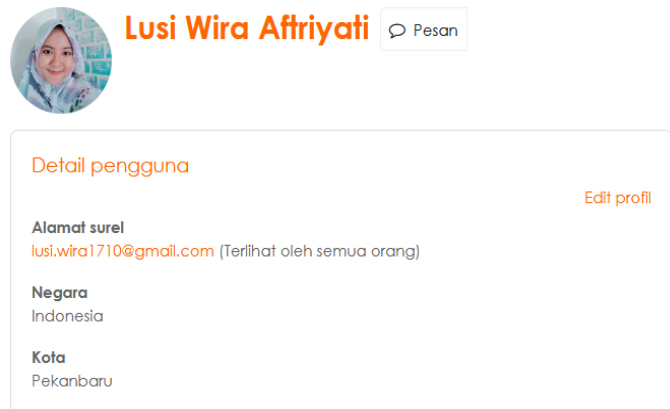 Lusi Wira Aftriyati
Pesan
Detail pengguna
Edit profil
Alamat surel
lusi.wira1710@gmail.com (Terlihat oleh semua orang)
Negara
Indonesia
Kota
Pekanbaru